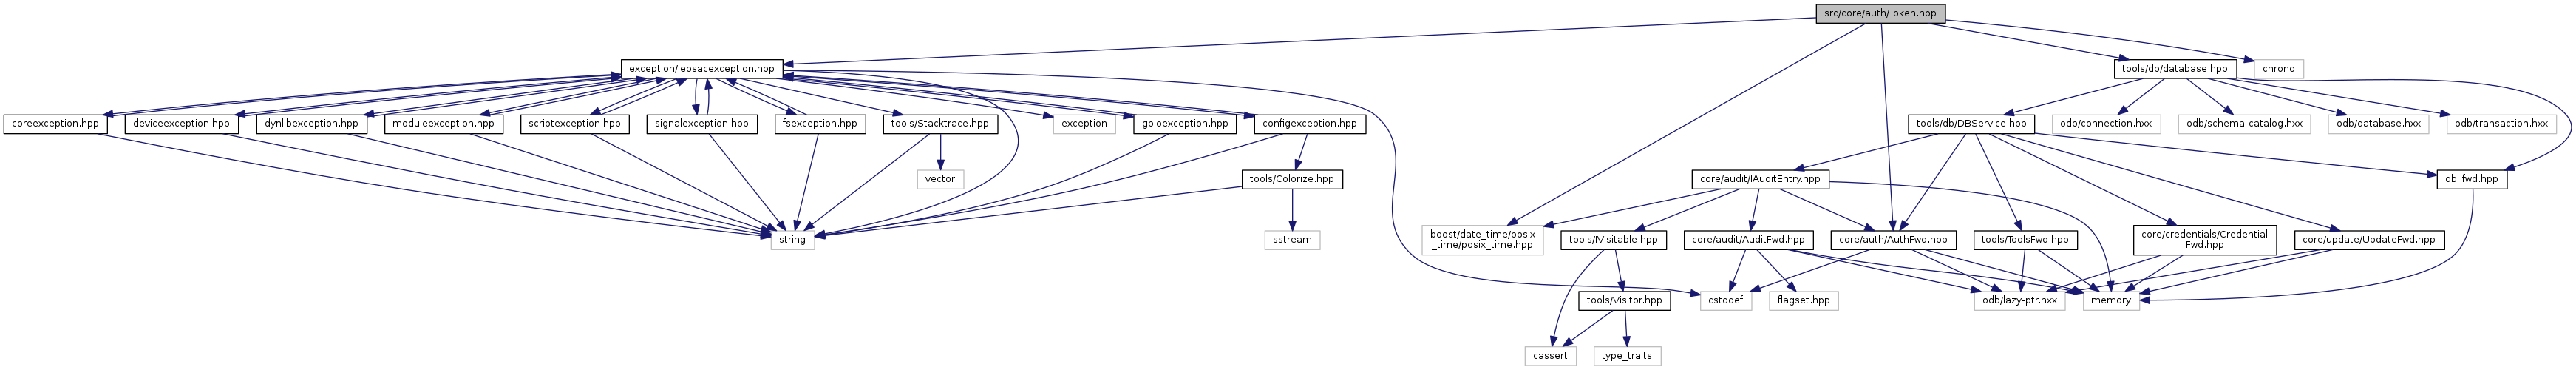 src/core/auth/Token.hpp
exception/leosacexception.hpp
tools/db/database.hpp
chrono
coreexception.hpp
deviceexception.hpp
dynlibexception.hpp
moduleexception.hpp
scriptexception.hpp
signalexception.hpp
fsexception.hpp
tools/Stacktrace.hpp
exception
gpioexception.hpp
configexception.hpp
tools/db/DBService.hpp
odb/connection.hxx
odb/schema-catalog.hxx
odb/database.hxx
odb/transaction.hxx
vector
tools/Colorize.hpp
core/audit/IAuditEntry.hpp
db_fwd.hpp
string
sstream
boost/date_time/posix
_time/posix_time.hpp
tools/IVisitable.hpp
core/audit/AuditFwd.hpp
core/auth/AuthFwd.hpp
tools/ToolsFwd.hpp
core/credentials/Credential
Fwd.hpp
core/update/UpdateFwd.hpp
tools/Visitor.hpp
cstddef
flagset.hpp
odb/lazy-ptr.hxx
memory
cassert
type_traits